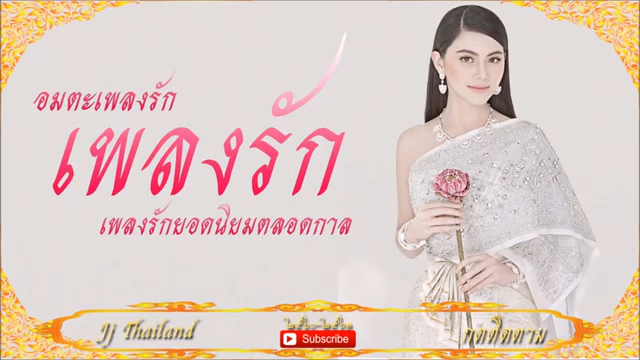 อมตะเพลงรัก
เพลงรัก
เพลงรักยอดนิยมตลอดกาล
Jj Thailand
Subscribe
กดติดตาม